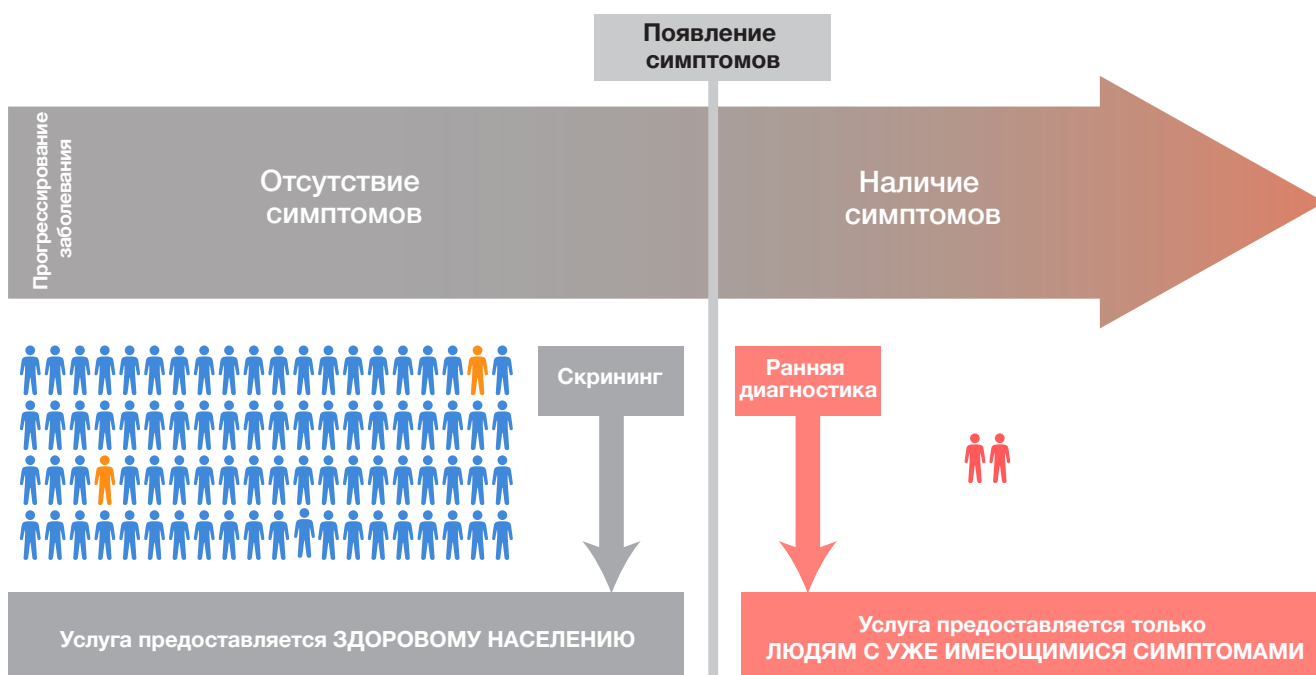 Появление
симптомов
Прогрессирование
заболевания
Отсутствие
симптомов
Наличие
симптомов
Скрининг
Ранняя
диагностика
Услуга предоставляется ЗДОРОВОМУ НАСЕЛЕНИЮ
Услуга предоставляется только
ЛЮДЯМ С УЖЕ ИМЕЮЩИМИСЯ СИМПТОМАМИ